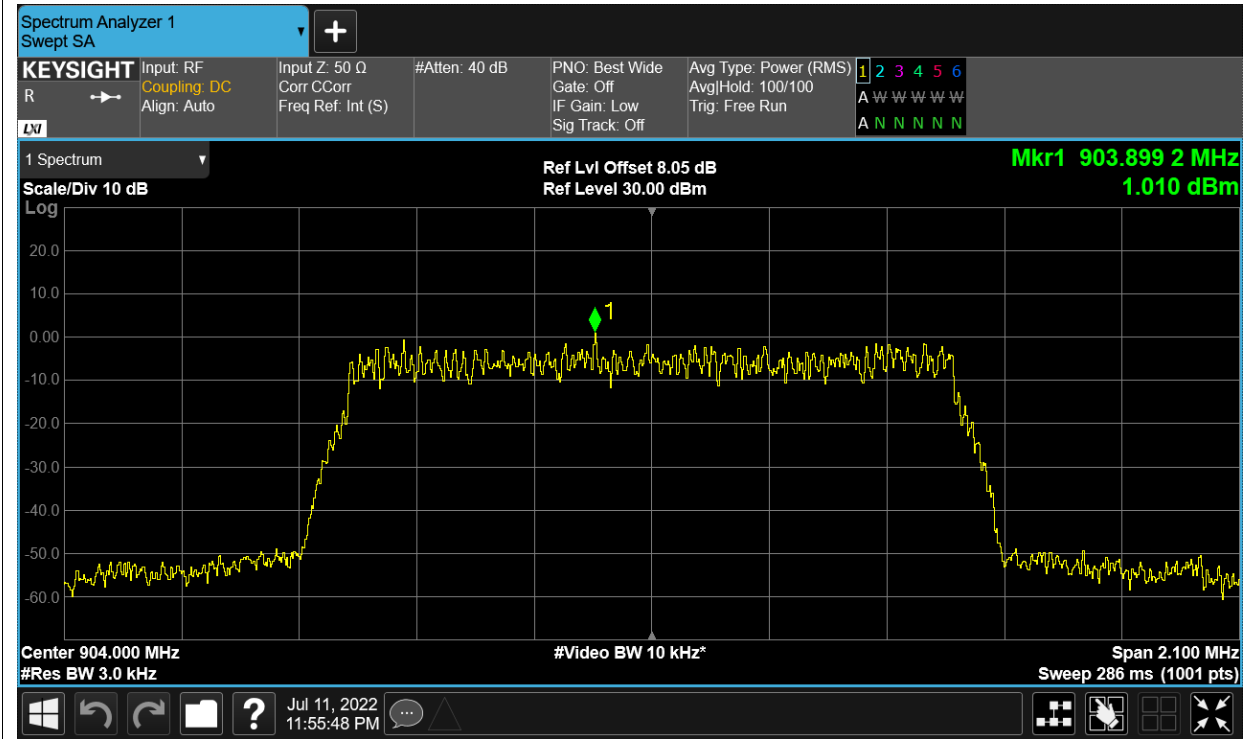 Spectrum Analyzer 1
Swept SA
KEYSIGHT
R
LXI
Input: RF
Coupling: DC
Align: Auto
Input Z: 50 Ω
Corr CCorr
Freq Ref: Int (S)
#Atten: 40 dB
PNO: Best Wide
Gate: Off
IF Gain: Low
Sig Track: Off
Avg Type: Power (RMS)
Avg|Hold: 100/100
Trig: Free Run
1 2 3 4 5 6
A W W W W W
A N N N N N
1 Spectrum
Scale/Div 10 dB
Log
Ref Lvl Offset 8.05 dB
Ref Level 30.00 dBm
Mkr1 903.899 2 MHz
1.010 dBm
20.0
10.0
0.00
-10.0
-20.0
-30.0
-40.0
-50.0
-60.0
1
Center 904.000 MHz
#Res BW 3.0 kHz
#Video BW 10 kHz*
Span 2.100 MHz
Sweep 286 ms (1001 pts)
?
Jul 11, 2022
11:55:48 PM